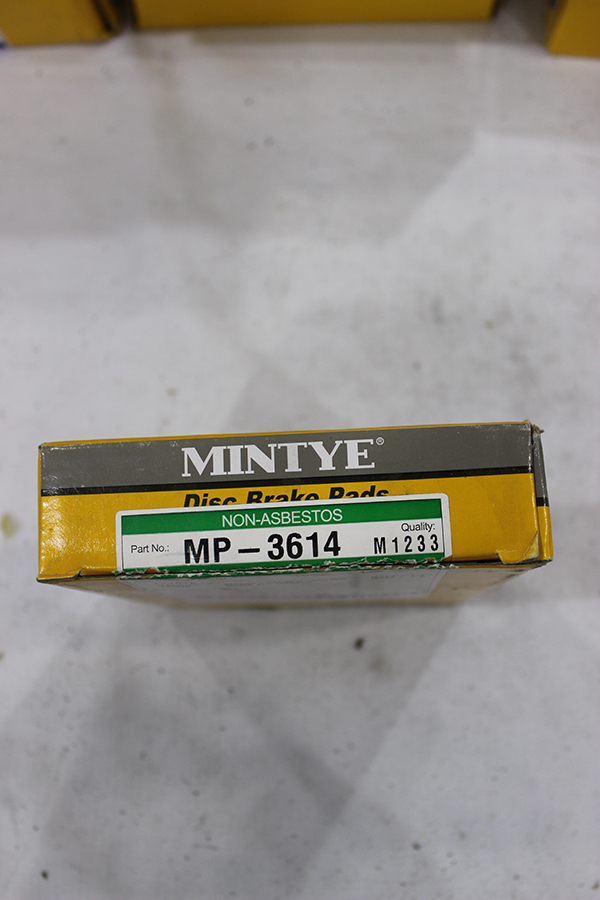 MINTYE®
Disc Brake Pads
NON-ASBESTOS
Part No.: MP-3614 Quality: M1233